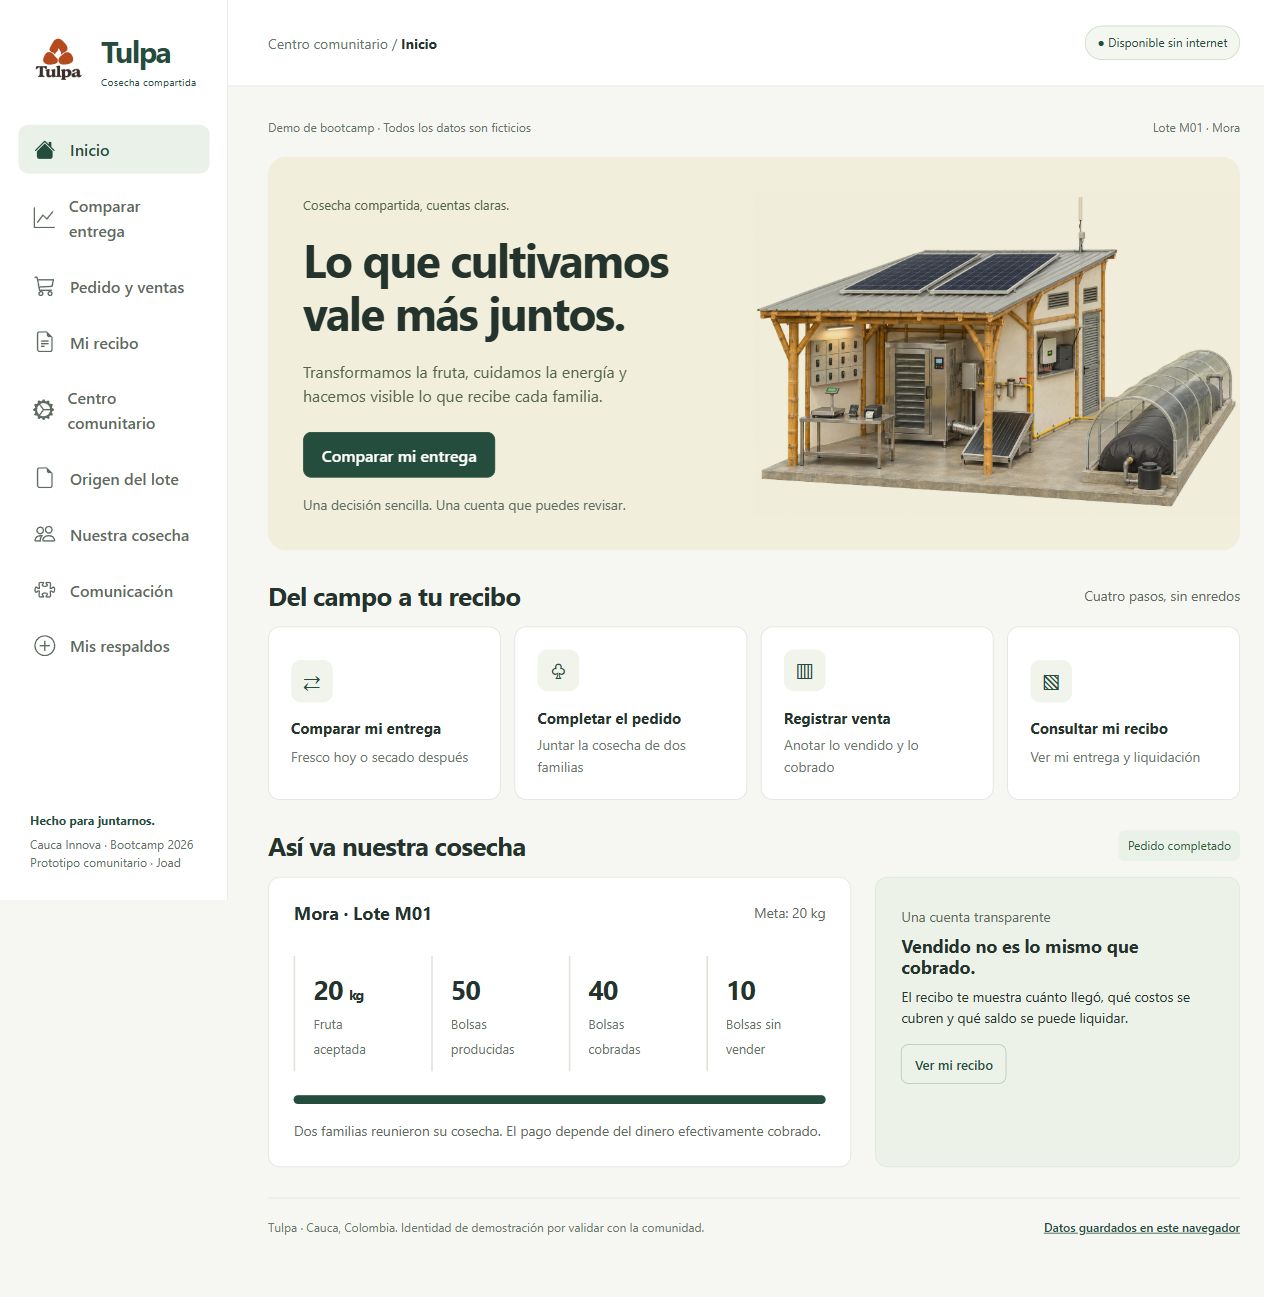 Tulpa
Tulpa
Cosecha compartida
Inicio
Comparar
entrega
Pedido y ventas
Mi recibo
Centro
comunitario
Origen del lote
Nuestra cosecha
Comunicación
Mis respaldos
Hecho para juntarnos.
Cauca Innova · Bootcamp 2026
Prototipo comunitario · Joad
Centro comunitario / Inicio
● Disponible sin internet
Demo de bootcamp · Todos los datos son ficticios
Lote M01 · Mora
Cosecha compartida, cuentas claras.
Lo que cultivamos
vale más juntos.
Transformamos la fruta, cuidamos la energía y
hacemos visible lo que recibe cada familia.
Comparar mi entrega
Una decisión sencilla. Una cuenta que puedes revisar.
Del campo a tu recibo
Cuatro pasos, sin enredos
Comparar mi entrega
Fresco hoy o secado después
Completar el pedido
Juntar la cosecha de dos
familias
Registrar venta
Anotar lo vendido y lo
cobrado
Consultar mi recibo
Ver mi entrega y liquidación
Así va nuestra cosecha
Pedido completado
Mora · Lote M01
Meta: 20 kg
20 kg
Fruta
aceptada
50
Bolsas
producidas
40
Bolsas
cobradas
10
Bolsas sin
vender
Dos familias reunieron su cosecha. El pago depende del dinero efectivamente cobrado.
Una cuenta transparente
Vendido no es lo mismo que
cobrado.
El recibo te muestra cuánto llegó, qué costos se
cubren y qué saldo se puede liquidar.
Ver mi recibo
Tulpa · Cauca, Colombia. Identidad de demostración por validar con la comunidad.
Datos guardados en este navegador